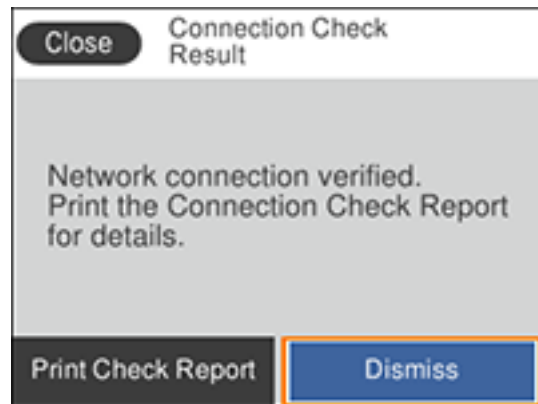 Close
Connection Check
Result
Network connection verified.
Print the Connection Check Report
for details.
Print Check Report
Dismiss